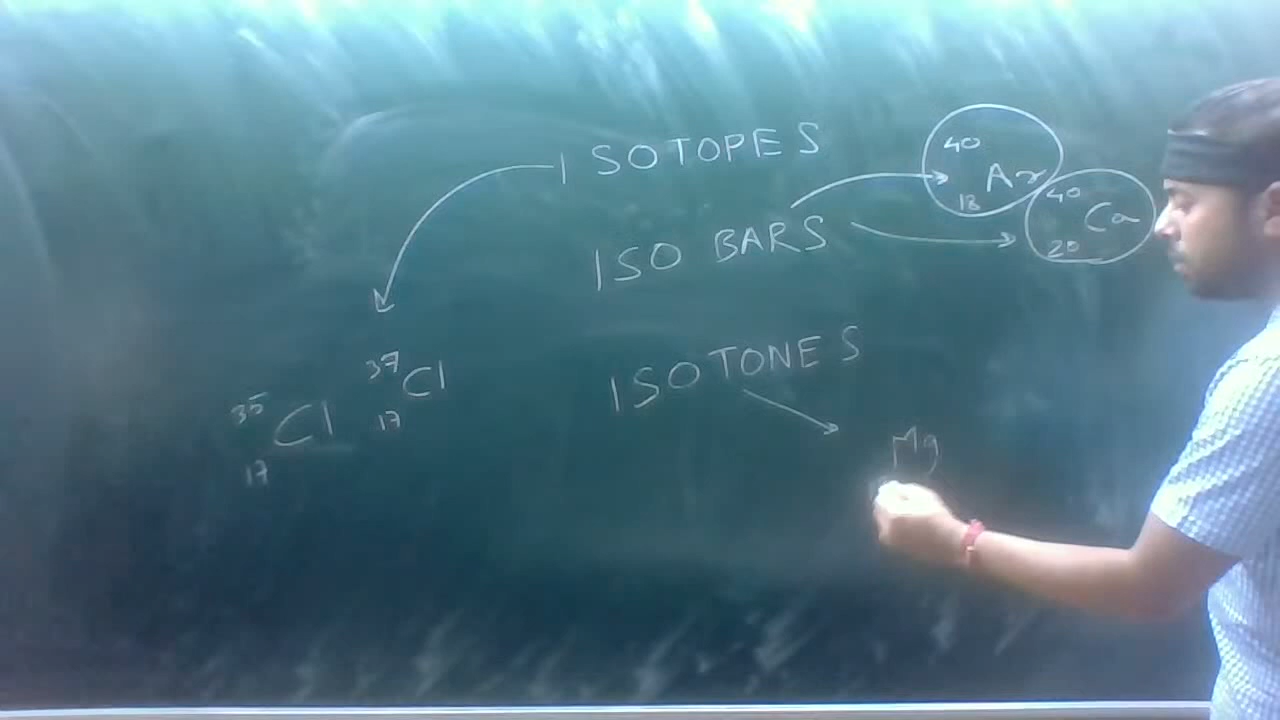 ISOTOPES
40
18 Ar
ISO BARS
40
20 Ca
ISOTONES
37
17 Cl
35
17 Cl
Mg